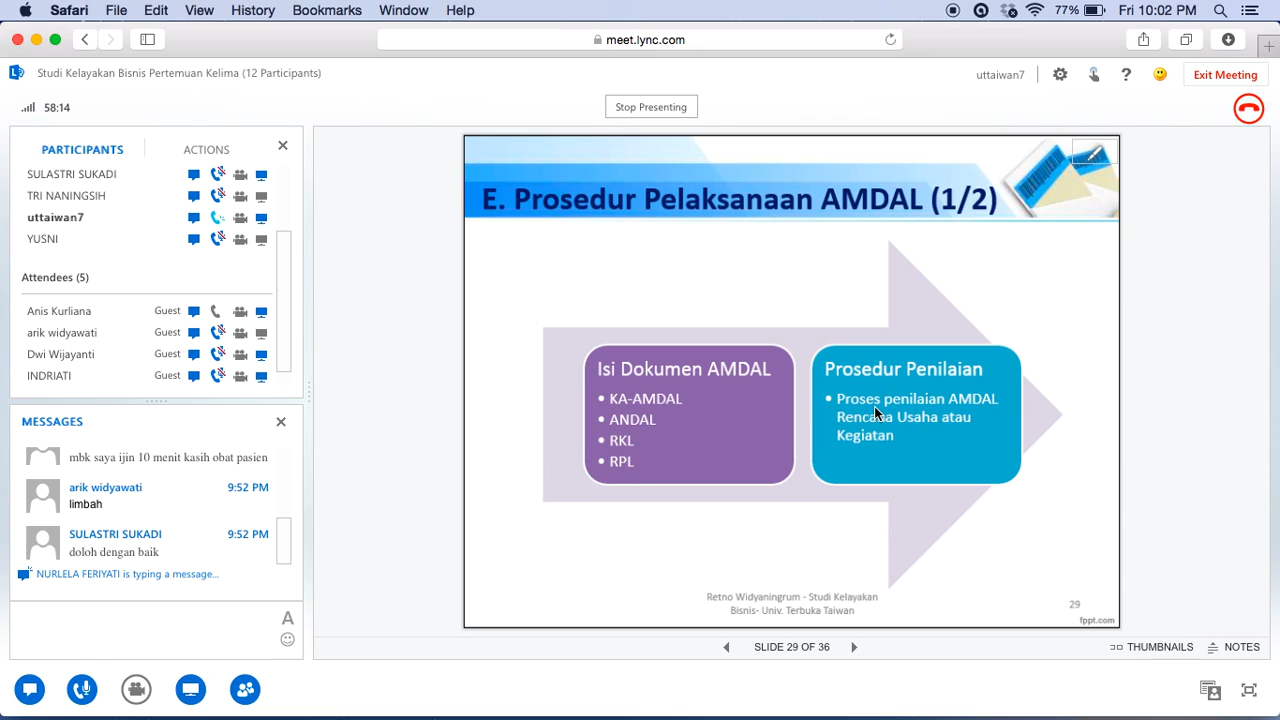 Safari File Edit View History Bookmarks Window Help 77% Fri 10:02 PM
meet.lync.com
Studi Kelayakan Bisnis Pertemuan Kelima (12 Participants)
uttaiwan7 ? Exit Meeting
58:14
Stop Presenting
PARTICIPANTS ACTIONS
SULASTRI SUKADI
TRI NANINGSIH
uttaiwan7
YUSNI
Attendees (5)
Anis Kurliana Guest
arik widyawati Guest
Dwi Wijayanti Guest
INDRIATI Guest
MESSAGES
mbk saya ijin 10 menit kasih obat pasien
arik widyawati 9:52 PM
limbah
SULASTRI SUKADI 9:52 PM
doloh dengan baik
NURLELA FERIYATI is typing a message...
A
E. Prosedur Pelaksanaan AMDAL (1/2)
Isi Dokumen AMDAL
• KA-AMDAL
• ANDAL
• RKL
• RPL
Prosedur Penilaian
• Proses penilaian AMDAL
Rencana Usaha atau
Kegiatan
Retno Widyaningrum - Studi Kelayakan
Bisnis- Univ. Terbuka Taiwan
29
fppt.com
SLIDE 29 OF 36
THUMBNAILS NOTES